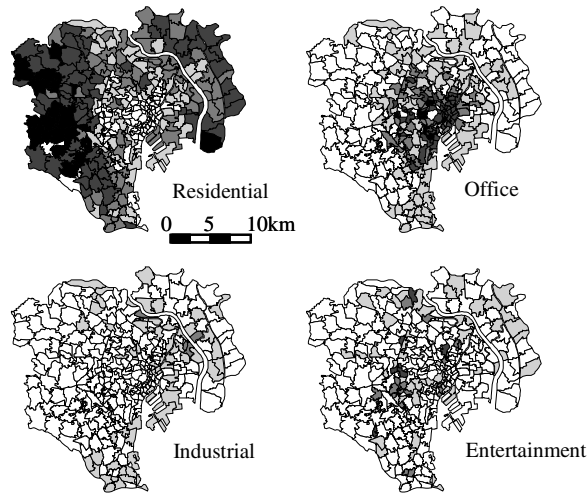 Residential
Office
0 5 10km
Industrial
Entertainment